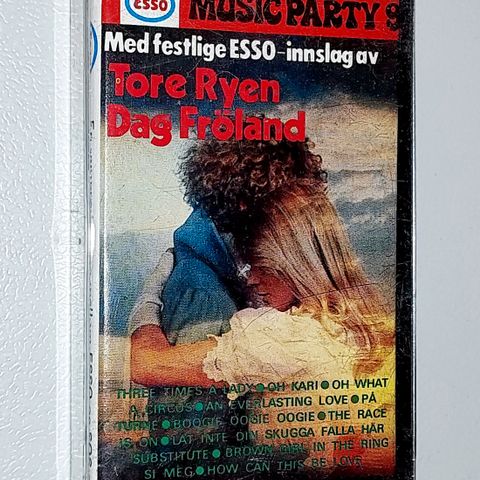 ESSO
MUSIC PARTY 9
Med festlige ESSO-innslag av
Tore Ryen
Dag Fröland
THREE TIMES A LADY ● OH KARI ● OH WHAT
A CIRCUS ● AN EVERLASTING LOVE ● PÅ
TURNE ● BOOGIE OOGIE OOGIE ● THE RACE
IS ON ● LÅT INTE DIN SKUGGA FALLA HÄR
SUBSTITUTE ● BROWN GIRL IN THE RING
SI MEG ● HOW CAN THIS BE LOVE